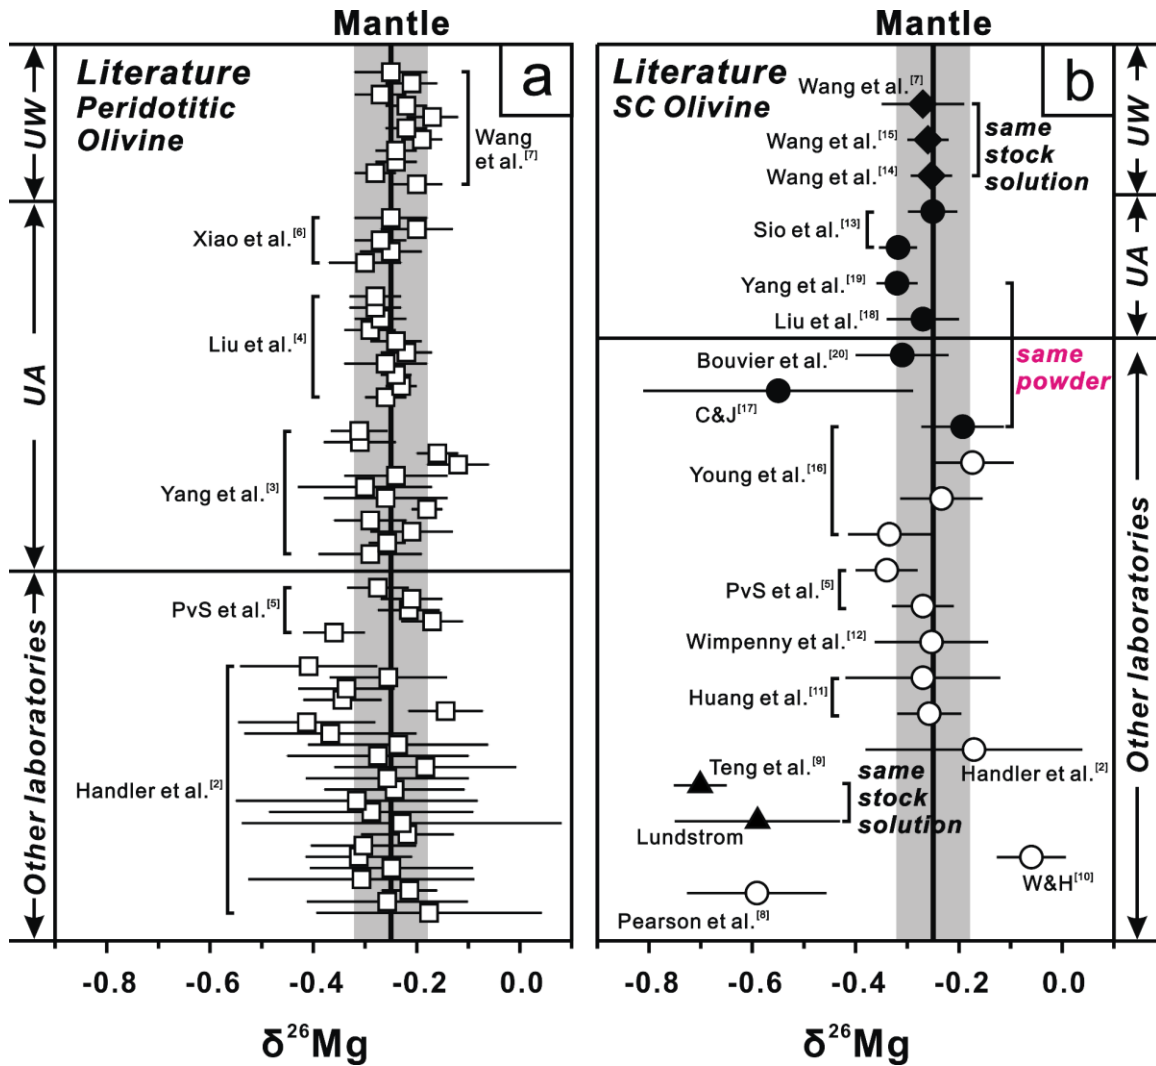 Mantle
Literature
Peridotitic
Olivine
a
UW
Wang
et al.[7]
Xiao et al.[6]
Liu et al.[4]
UA
Yang et al.[3]
PvS et al.[5]
Handler et al.[2]
Other laboratories
-0.8
-0.6
-0.4
-0.2
0.0
δ26Mg
Mantle
Literature
SC Olivine
b
Wang et al.[7]
Wang et al.[15]
Wang et al.[14]
same
stock
solution
UW
Sio et al.[13]
Yang et al.[19]
Liu et al.[18]
UA
Bouvier et al.[20]
same
powder
C&J[17]
Young et al.[16]
PvS et al.[5]
Wimpenny et al.[12]
Huang et al.[11]
Handler et al.[2]
Teng et al.[9]
same
stock
solution
Lundstrom
W&H[10]
Pearson et al.[8]
Other laboratories
-0.8
-0.6
-0.4
-0.2
0.0
δ26Mg